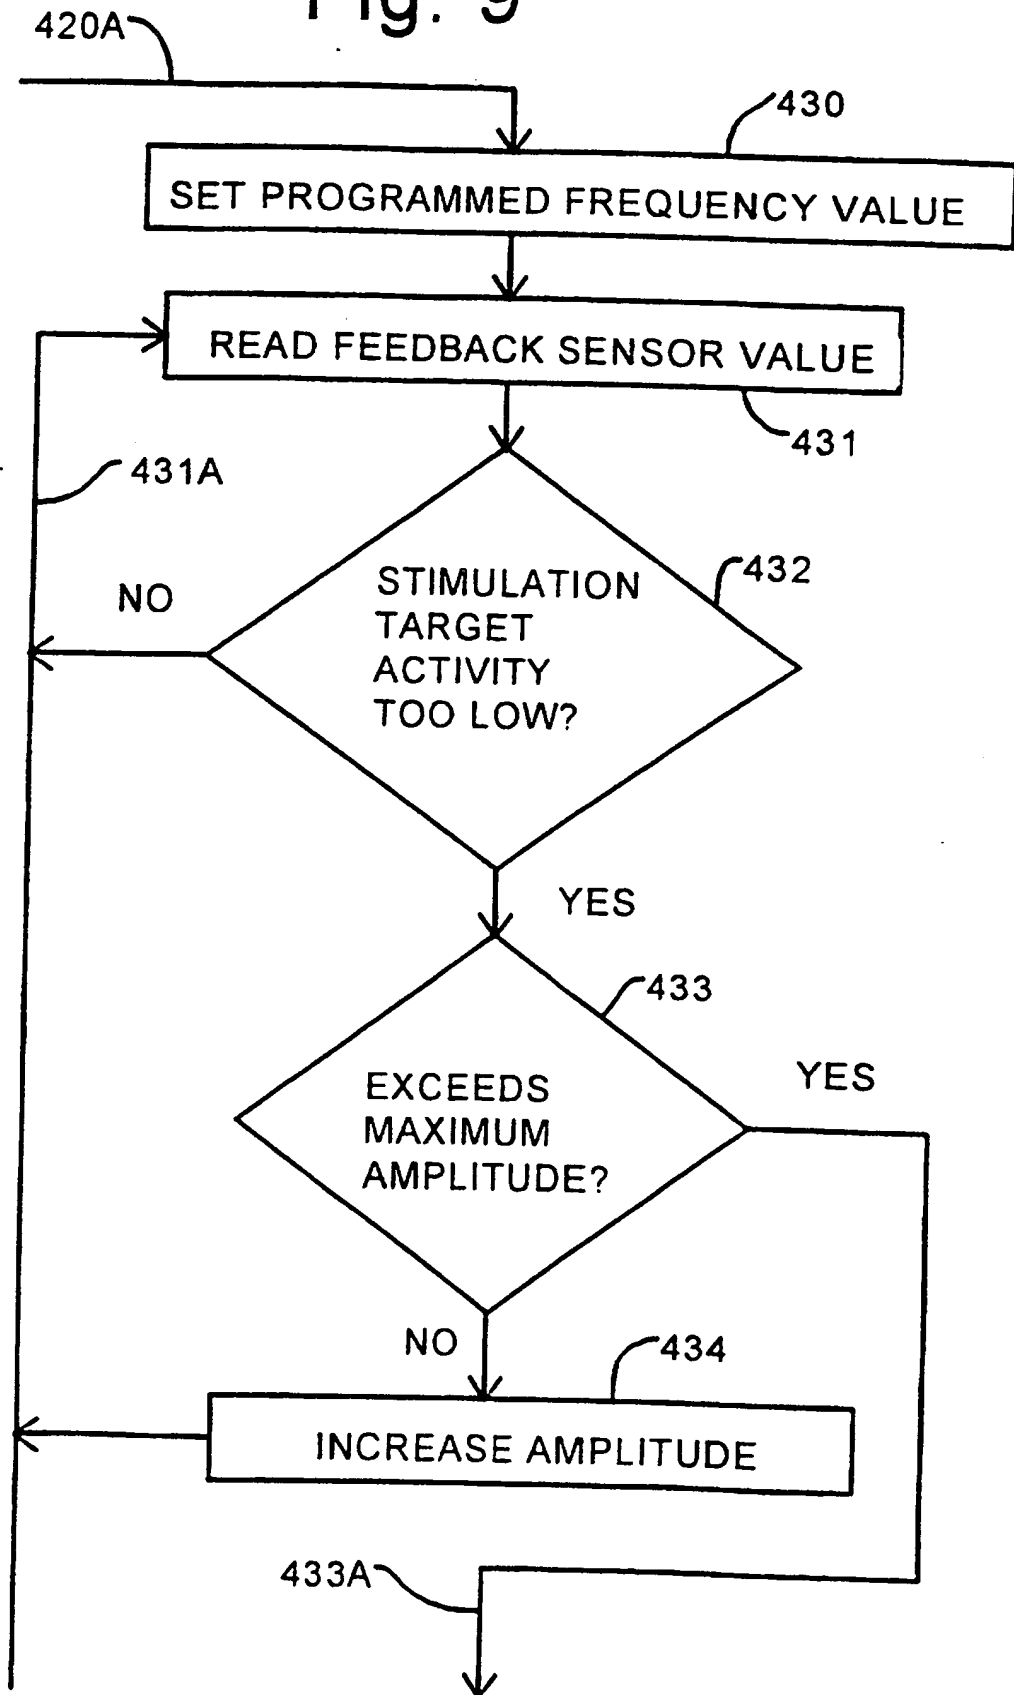 Fig. 9
420A
430
SET PROGRAMMED FREQUENCY VALUE
READ FEEDBACK SENSOR VALUE
431
431A
432
NO
STIMULATION
TARGET
ACTIVITY
TOO LOW?
YES
433
YES
EXCEEDS
MAXIMUM
AMPLITUDE?
NO
434
INCREASE AMPLITUDE
433A